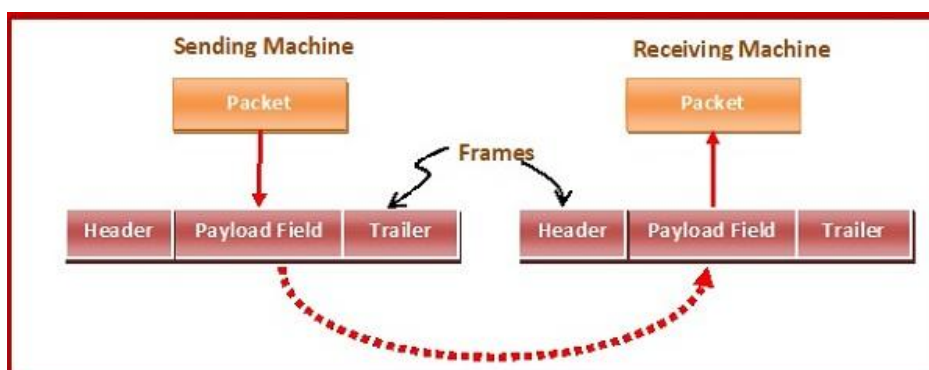 Sending Machine
Receiving Machine
Packet
Packet
Frames
Header Payload Field Trailer
Header Payload Field Trailer